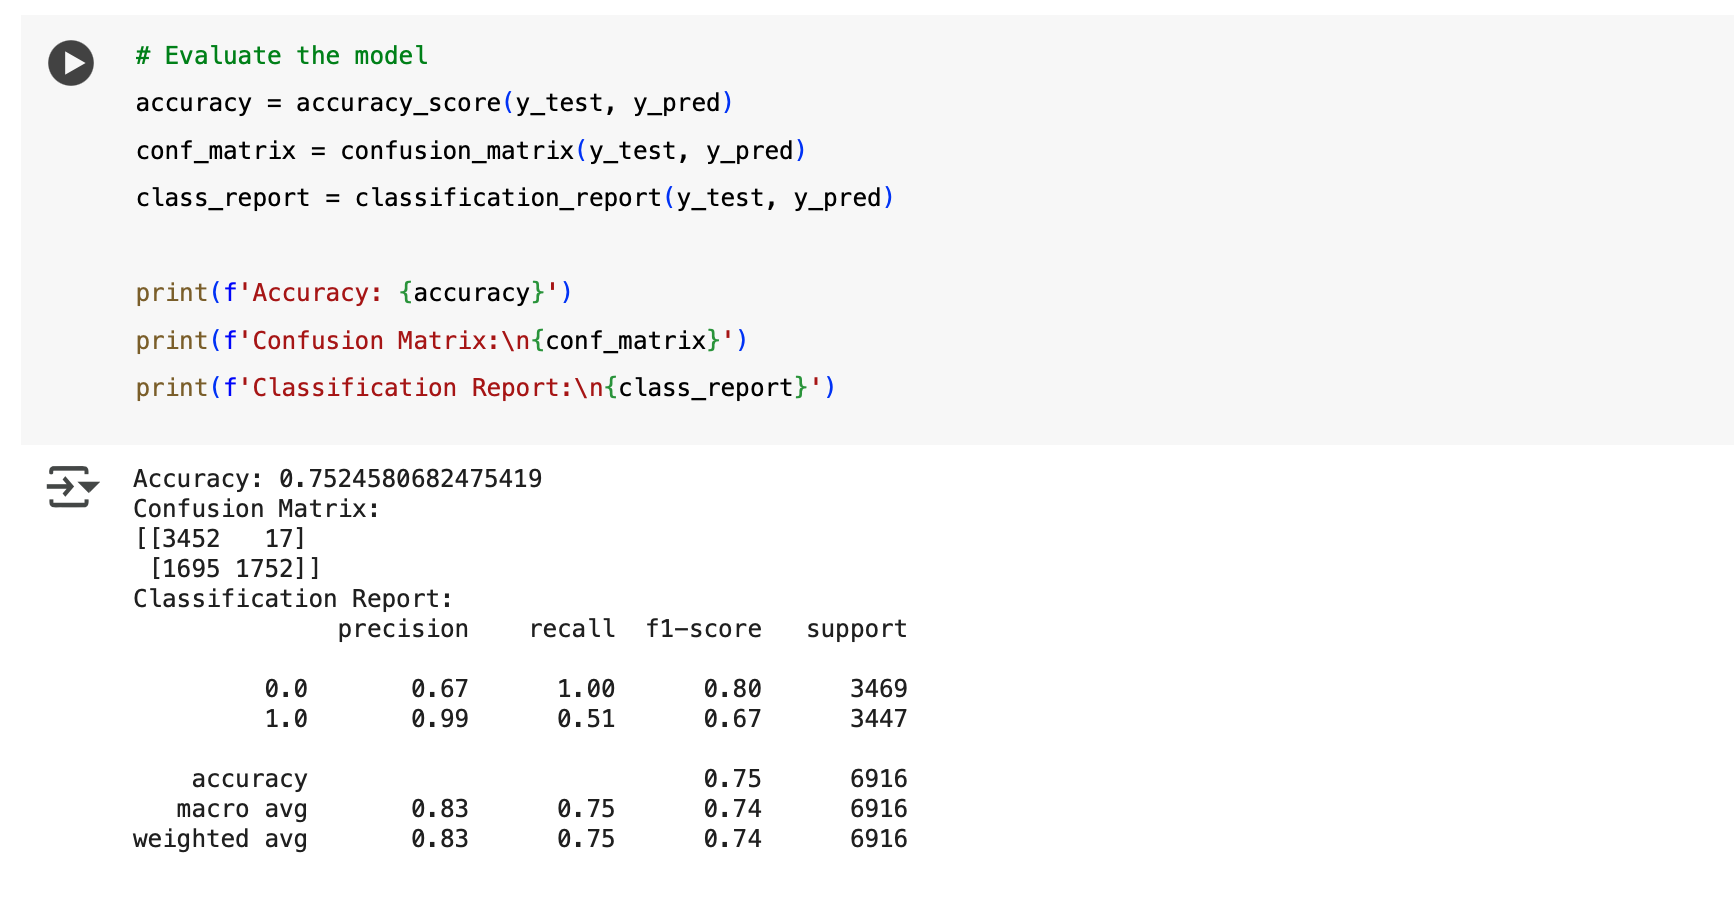 # Evaluate the model
accuracy = accuracy_score(y_test, y_pred)
conf_matrix = confusion_matrix(y_test, y_pred)
class_report = classification_report(y_test, y_pred)
print(f'Accuracy: {accuracy}')
print(f'Confusion Matrix:\n{conf_matrix}')
print(f'Classification Report:\n{class_report}')
Accuracy: 0.7524580682475419
Confusion Matrix:
[[3452   17]
 [1695 1752]]
Classification Report:
              precision    recall  f1-score   support
         0.0       0.67      1.00      0.80      3469
         1.0       0.99      0.51      0.67      3447
    accuracy                           0.75      6916
   macro avg       0.83      0.75      0.74      6916
weighted avg       0.83      0.75      0.74      6916